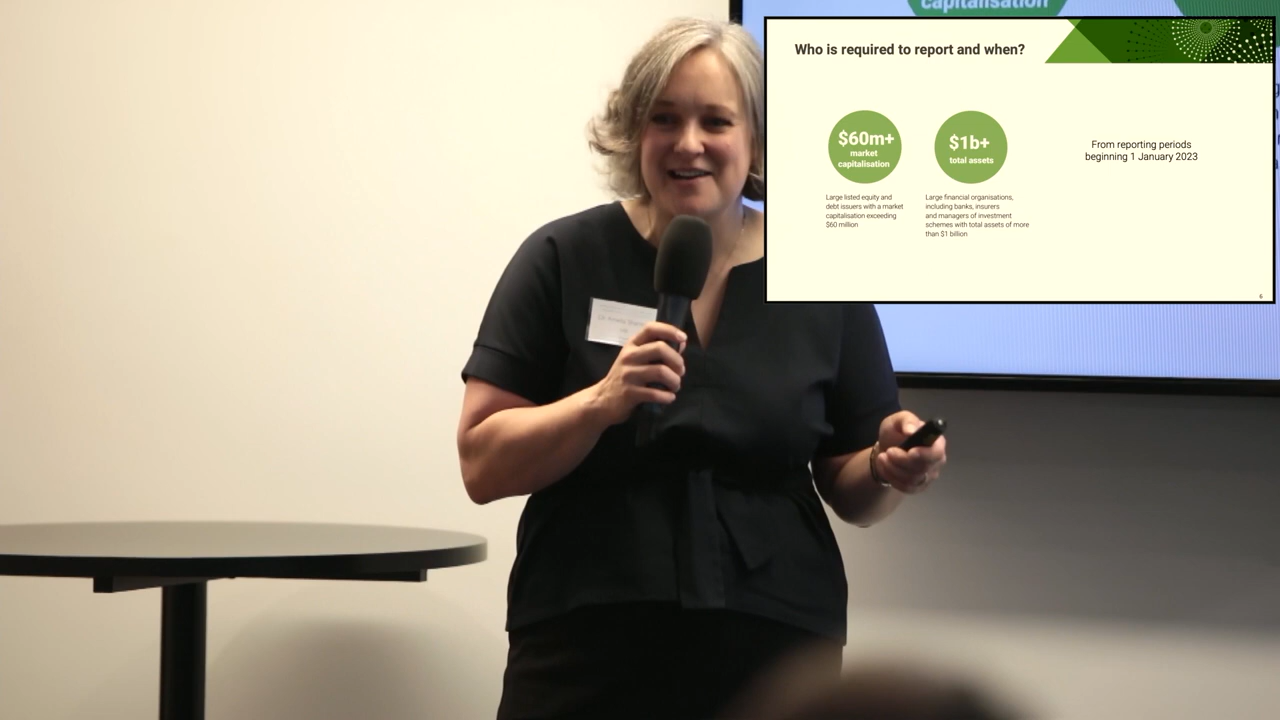 capitalisation
Who is required to report and when?
$60m+
market
capitalisation
$1b+
total assets
From reporting periods
beginning 1 January 2023
Large listed equity and
debt issuers with a market
capitalisation exceeding
$60 million
Large financial organisations,
including banks, insurers
and managers of investment
schemes with total assets of more
than $1 billion
6